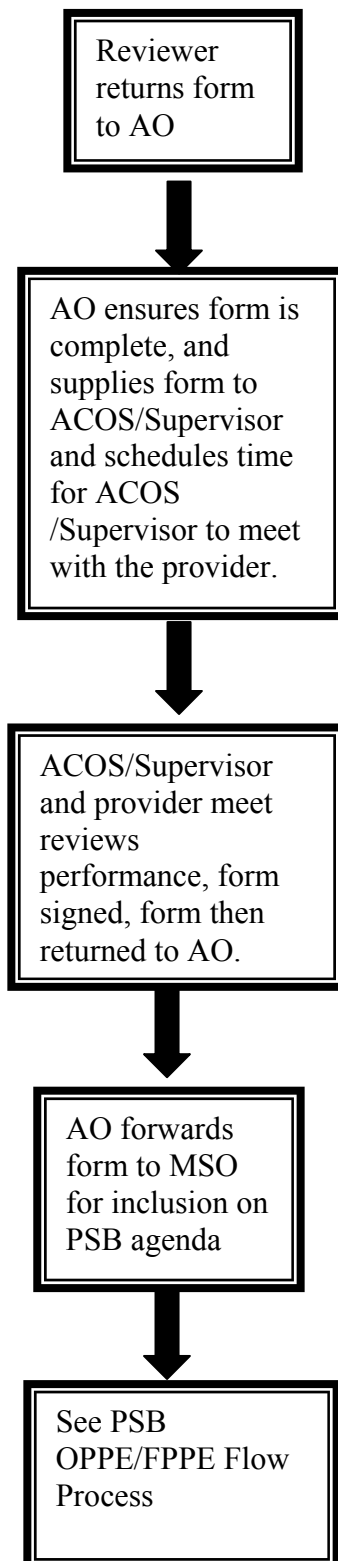 Reviewer
returns form
to AO
AO ensures form is
complete, and
supplies form to
ACOS/Supervisor
and schedules time
for ACOS
/Supervisor to meet
with the provider.
ACOS/Supervisor
and provider meet
reviews
performance, form
signed, form then
returned to AO.
AO forwards
form to MSO
for inclusion on
PSB agenda
See PSB
OPPE/FPPE Flow
Process